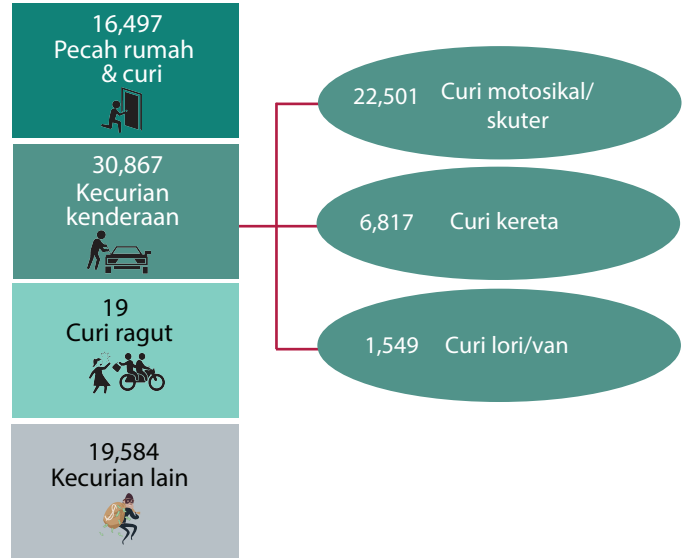 16,497
Pecah rumah
& curi
30,867
Kecurian
kenderaan
19
Curi ragut
19,584
Kecurian lain
22,501 Curi motosikal/
skuter
6,817 Curi kereta
1,549 Curi lori/van